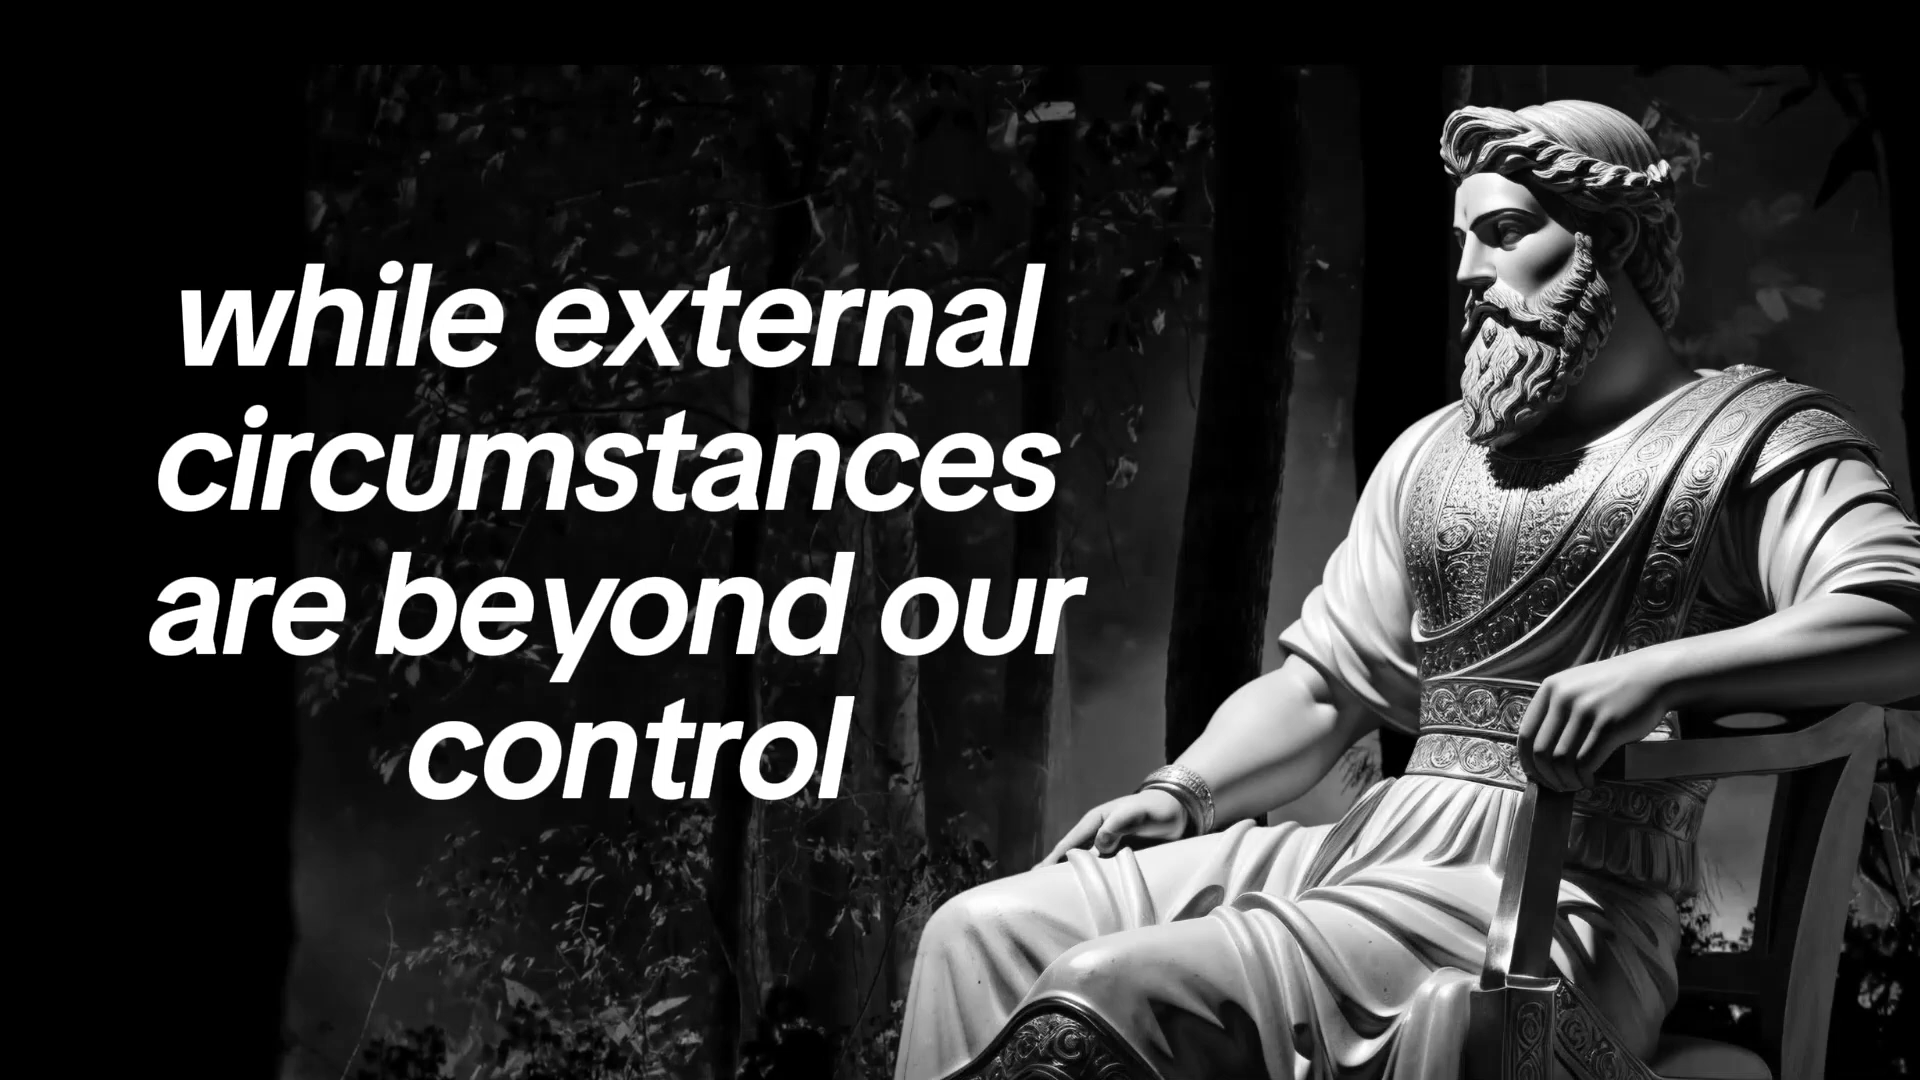 while external
circumstances
are beyond our
control